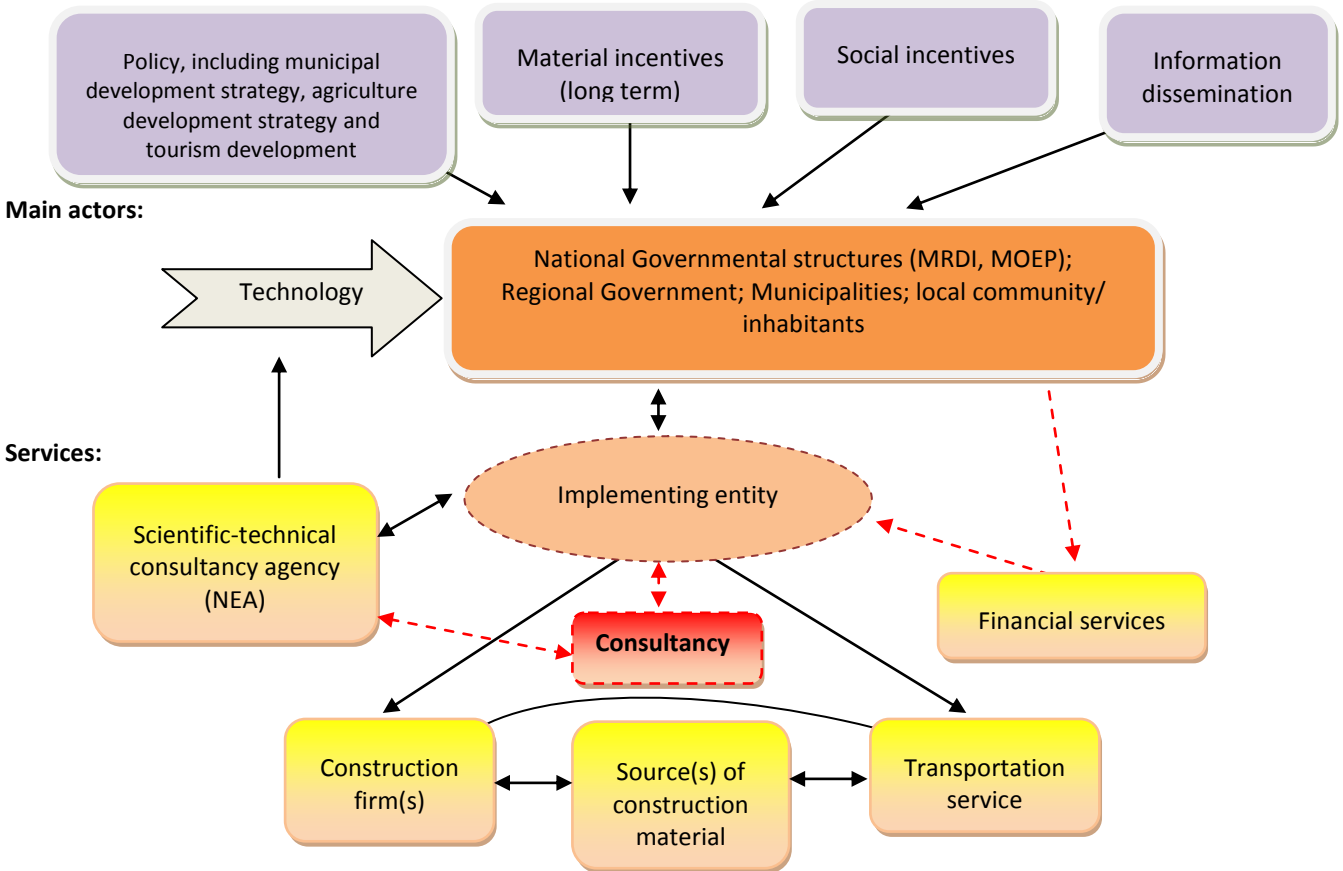 Policy, including municipal
development strategy, agriculture
development strategy and
tourism development
Material incentives
(long term)
Social incentives
Information
dissemination
Main actors:
Technology
National Governmental structures (MRDI, MOEP);
Regional Government; Municipalities; local community/
inhabitants
Services:
Implementing entity
Scientific-technical
consultancy agency
(NEA)
Consultancy
Financial services
Construction
firm(s)
Source(s) of
construction
material
Transportation
service